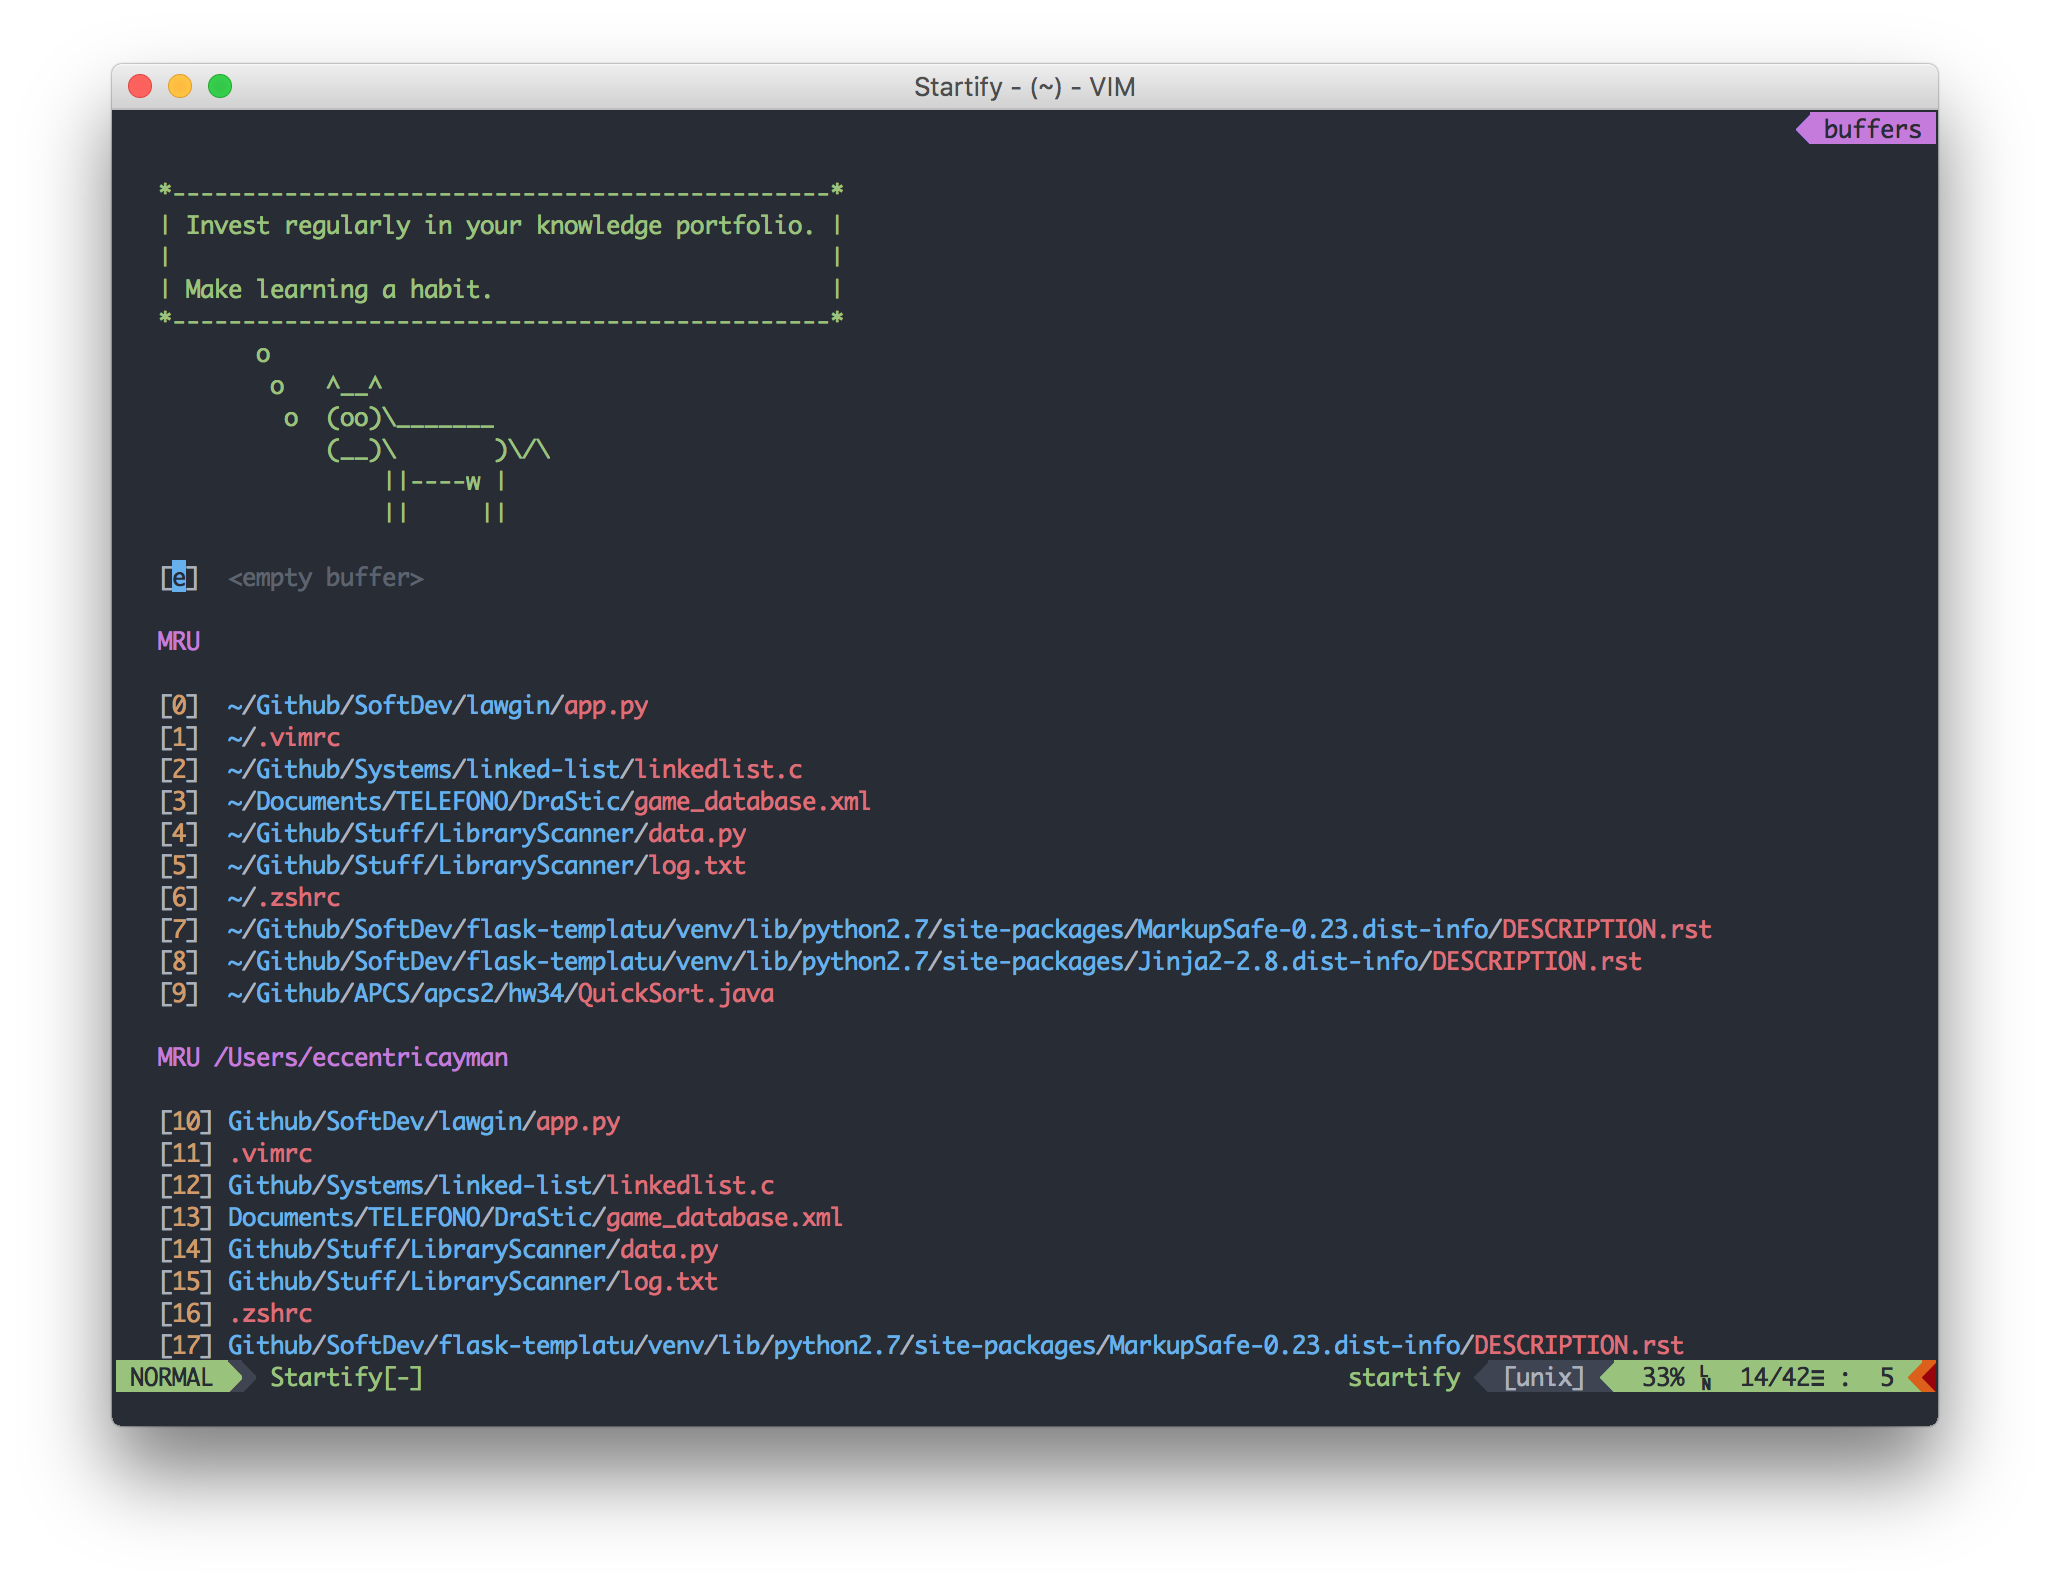 Startify - (~) - VIM
buffers
*-----------------------------------------------*
| Invest regularly in your knowledge portfolio. |
|                                               |
| Make learning a habit.                        |
*-----------------------------------------------*
       o
        o   ^__^
         o  (oo)\_______
            (__)\       )\/\
                ||----w |
                ||     ||
[e]  <empty buffer>
MRU
[0]  ~/Github/SoftDev/lawgin/app.py
[1]  ~/.vimrc
[2]  ~/Github/Systems/linked-list/linkedlist.c
[3]  ~/Documents/TELEFONO/DraStic/game_database.xml
[4]  ~/Github/Stuff/LibraryScanner/data.py
[5]  ~/Github/Stuff/LibraryScanner/log.txt
[6]  ~/.zshrc
[7]  ~/Github/SoftDev/flask-templatu/venv/lib/python2.7/site-packages/MarkupSafe-0.23.dist-info/DESCRIPTION.rst
[8]  ~/Github/SoftDev/flask-templatu/venv/lib/python2.7/site-packages/Jinja2-2.8.dist-info/DESCRIPTION.rst
[9]  ~/Github/APCS/apcs2/hw34/QuickSort.java
MRU /Users/eccentricayman
[10] Github/SoftDev/lawgin/app.py
[11] .vimrc
[12] Github/Systems/linked-list/linkedlist.c
[13] Documents/TELEFONO/DraStic/game_database.xml
[14] Github/Stuff/LibraryScanner/data.py
[15] Github/Stuff/LibraryScanner/log.txt
[16] .zshrc
[17] Github/SoftDev/flask-templatu/venv/lib/python2.7/site-packages/MarkupSafe-0.23.dist-info/DESCRIPTION.rst
NORMAL Startify[-] startify [unix] 33% ␤ 14/42≡ : 5